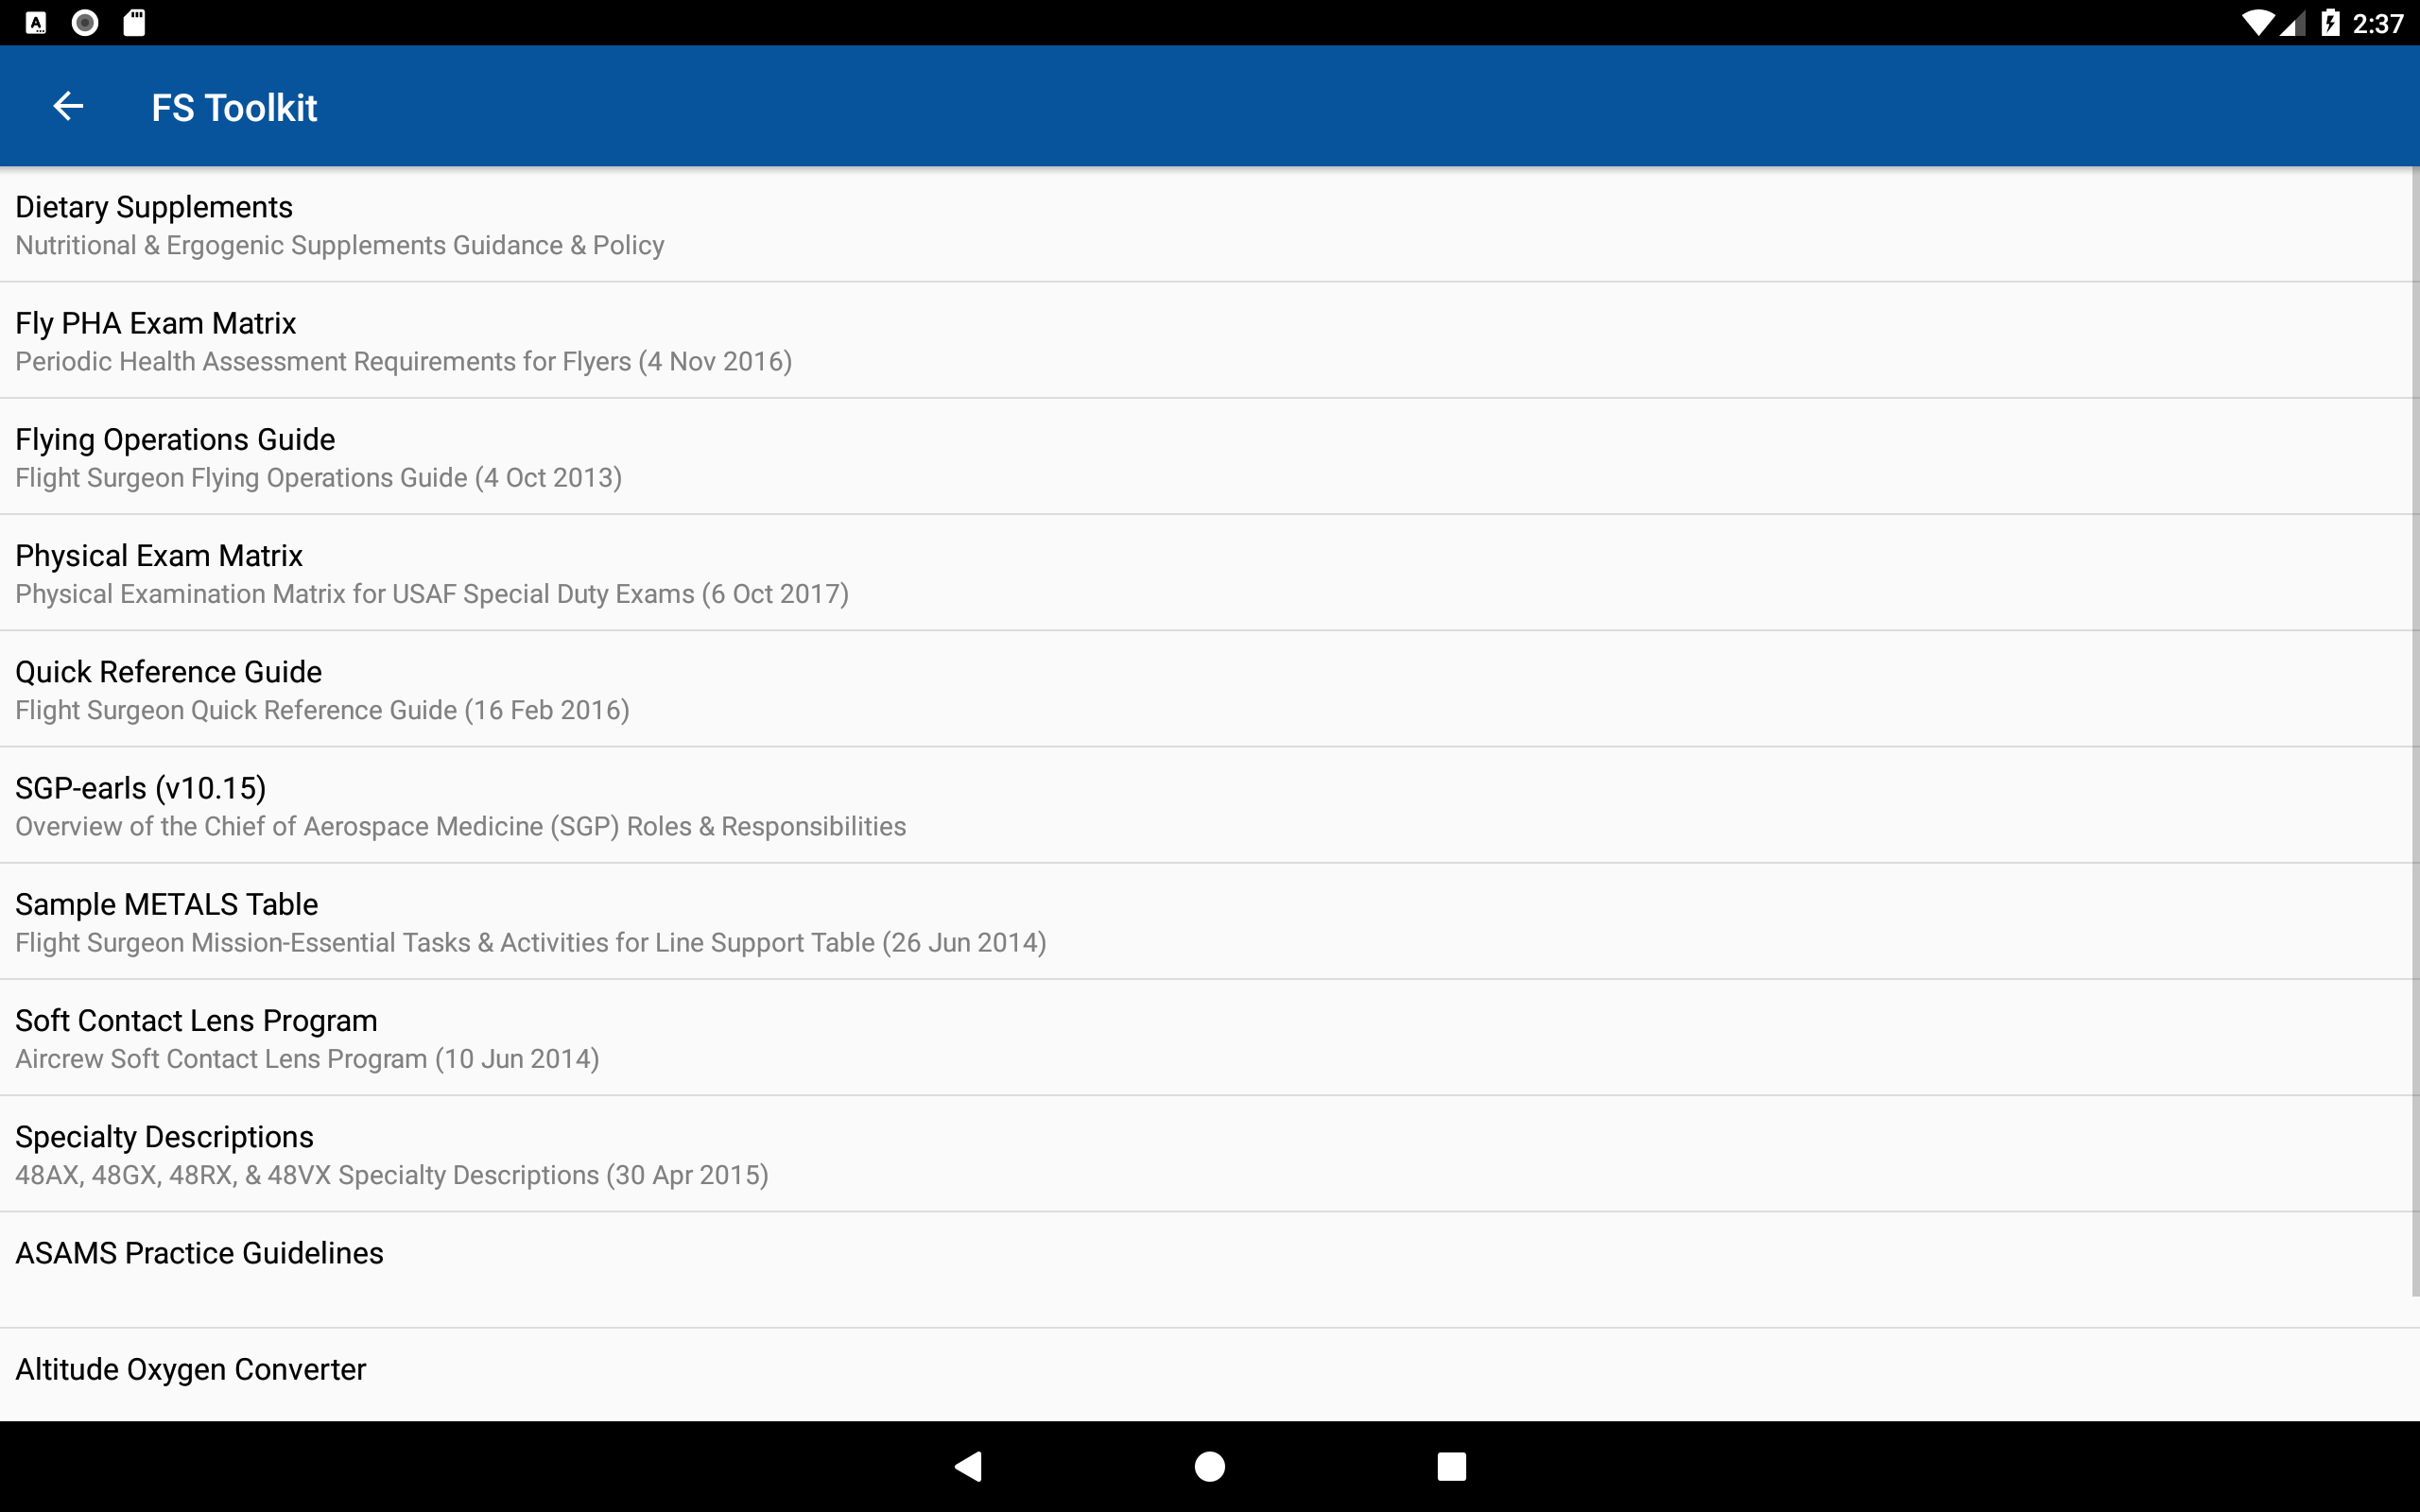 2:37
FS Toolkit
Dietary Supplements
Nutritional & Ergogenic Supplements Guidance & Policy
Fly PHA Exam Matrix
Periodic Health Assessment Requirements for Flyers (4 Nov 2016)
Flying Operations Guide
Flight Surgeon Flying Operations Guide (4 Oct 2013)
Physical Exam Matrix
Physical Examination Matrix for USAF Special Duty Exams (6 Oct 2017)
Quick Reference Guide
Flight Surgeon Quick Reference Guide (16 Feb 2016)
SGP-earls (v10.15)
Overview of the Chief of Aerospace Medicine (SGP) Roles & Responsibilities
Sample METALS Table
Flight Surgeon Mission-Essential Tasks & Activities for Line Support Table (26 Jun 2014)
Soft Contact Lens Program
Aircrew Soft Contact Lens Program (10 Jun 2014)
Specialty Descriptions
48AX, 48GX, 48RX, & 48VX Specialty Descriptions (30 Apr 2015)
ASAMS Practice Guidelines
Altitude Oxygen Converter